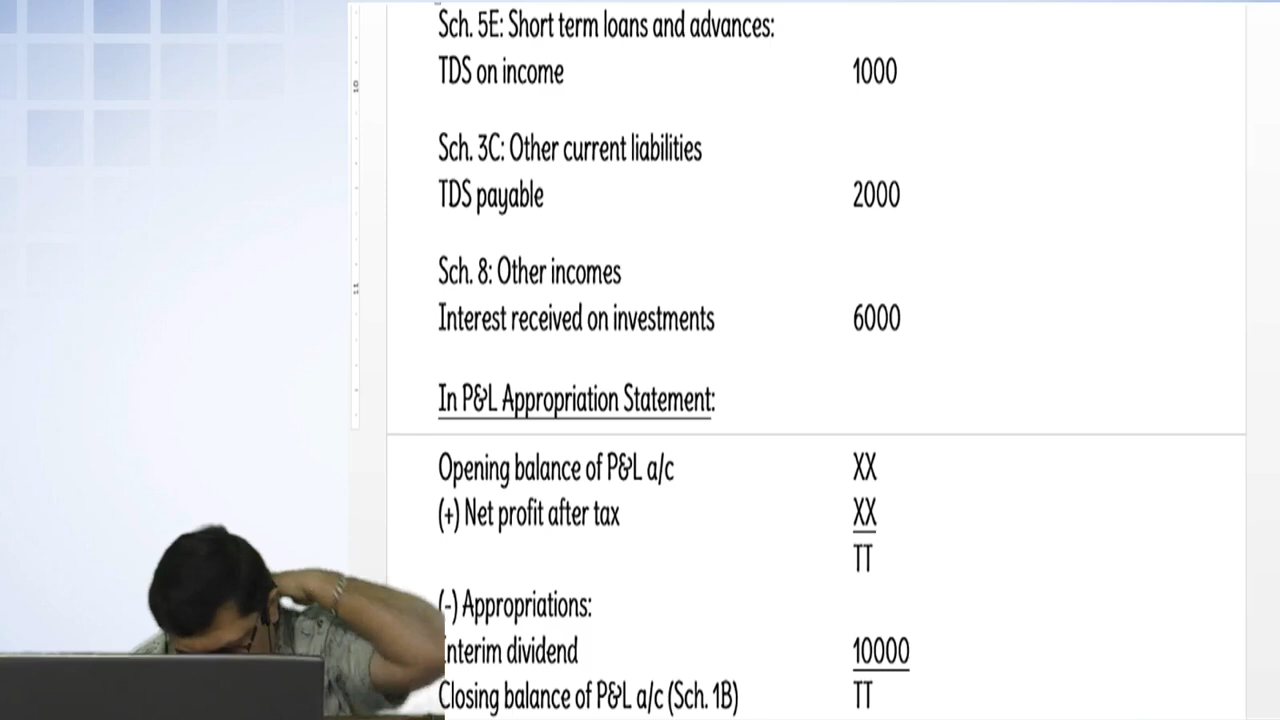 Sch. 5E: Short term loans and advances:
TDS on income 1000
Sch. 3C: Other current liabilities
TDS payable 2000
Sch. 8: Other incomes
Interest received on investments 6000
In P&L Appropriation Statement:
Opening balance of P&L a/c XX
(+) Net profit after tax XX
TT
(-) Appropriations:
Interim dividend 10000
Closing balance of P&L a/c (Sch. 1B) TT
10
11